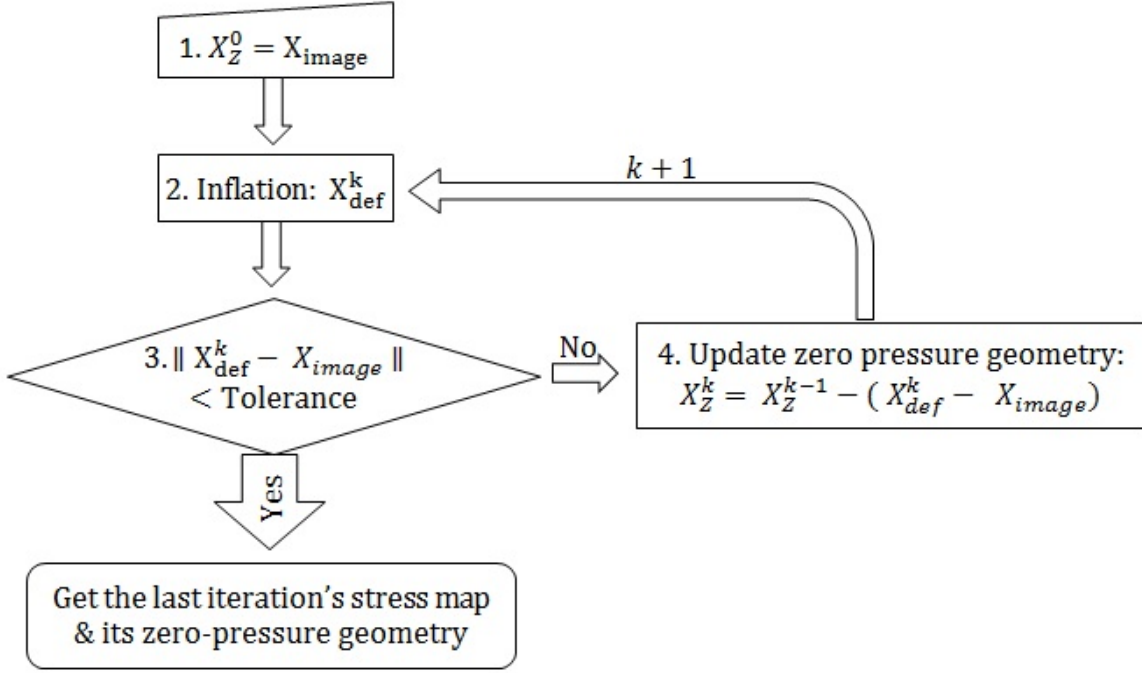 1. X_Z^0 = X_image
2. Inflation: X_def^k
k + 1
3. ‖ X_def^k − X_image ‖
< Tolerance
No
4. Update zero pressure geometry:
X_Z^k = X_Z^{k−1} − ( X_def^k − X_image)
Yes
Get the last iteration’s stress map
& its zero-pressure geometry